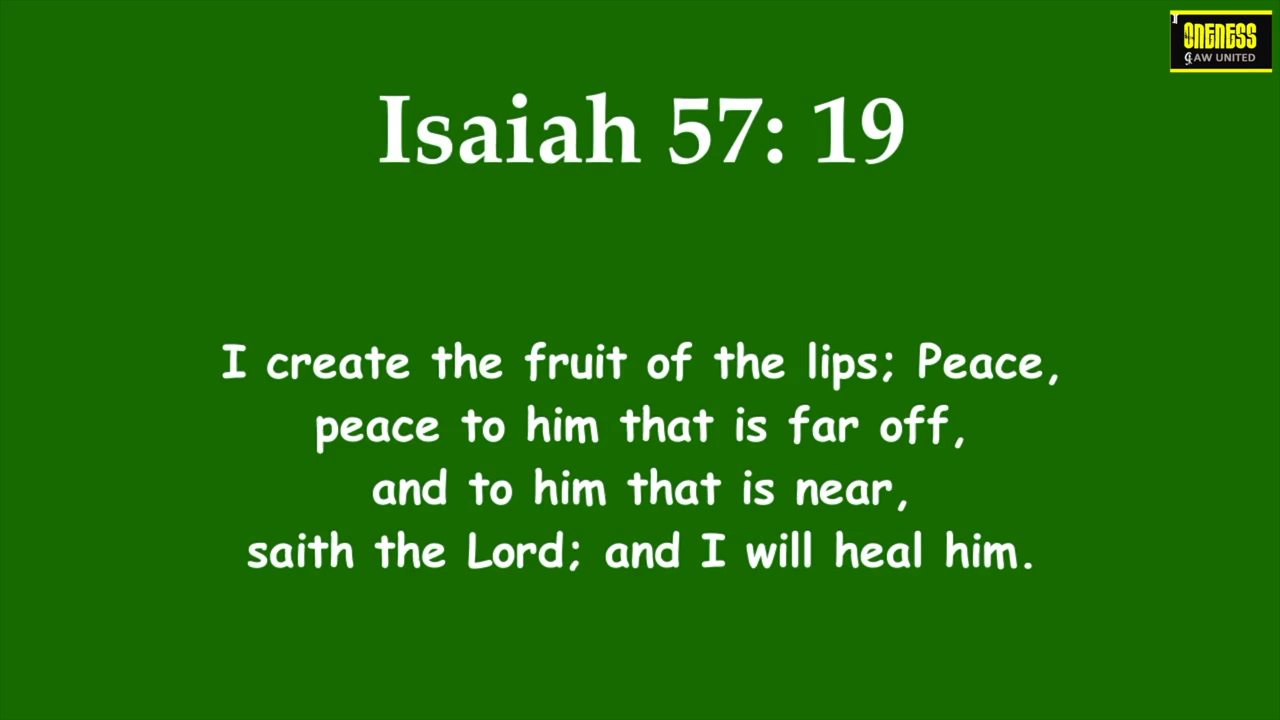 ONENESS
AW UNITED
Isaiah 57: 19
I create the fruit of the lips; Peace,
peace to him that is far off,
and to him that is near,
saith the Lord; and I will heal him.